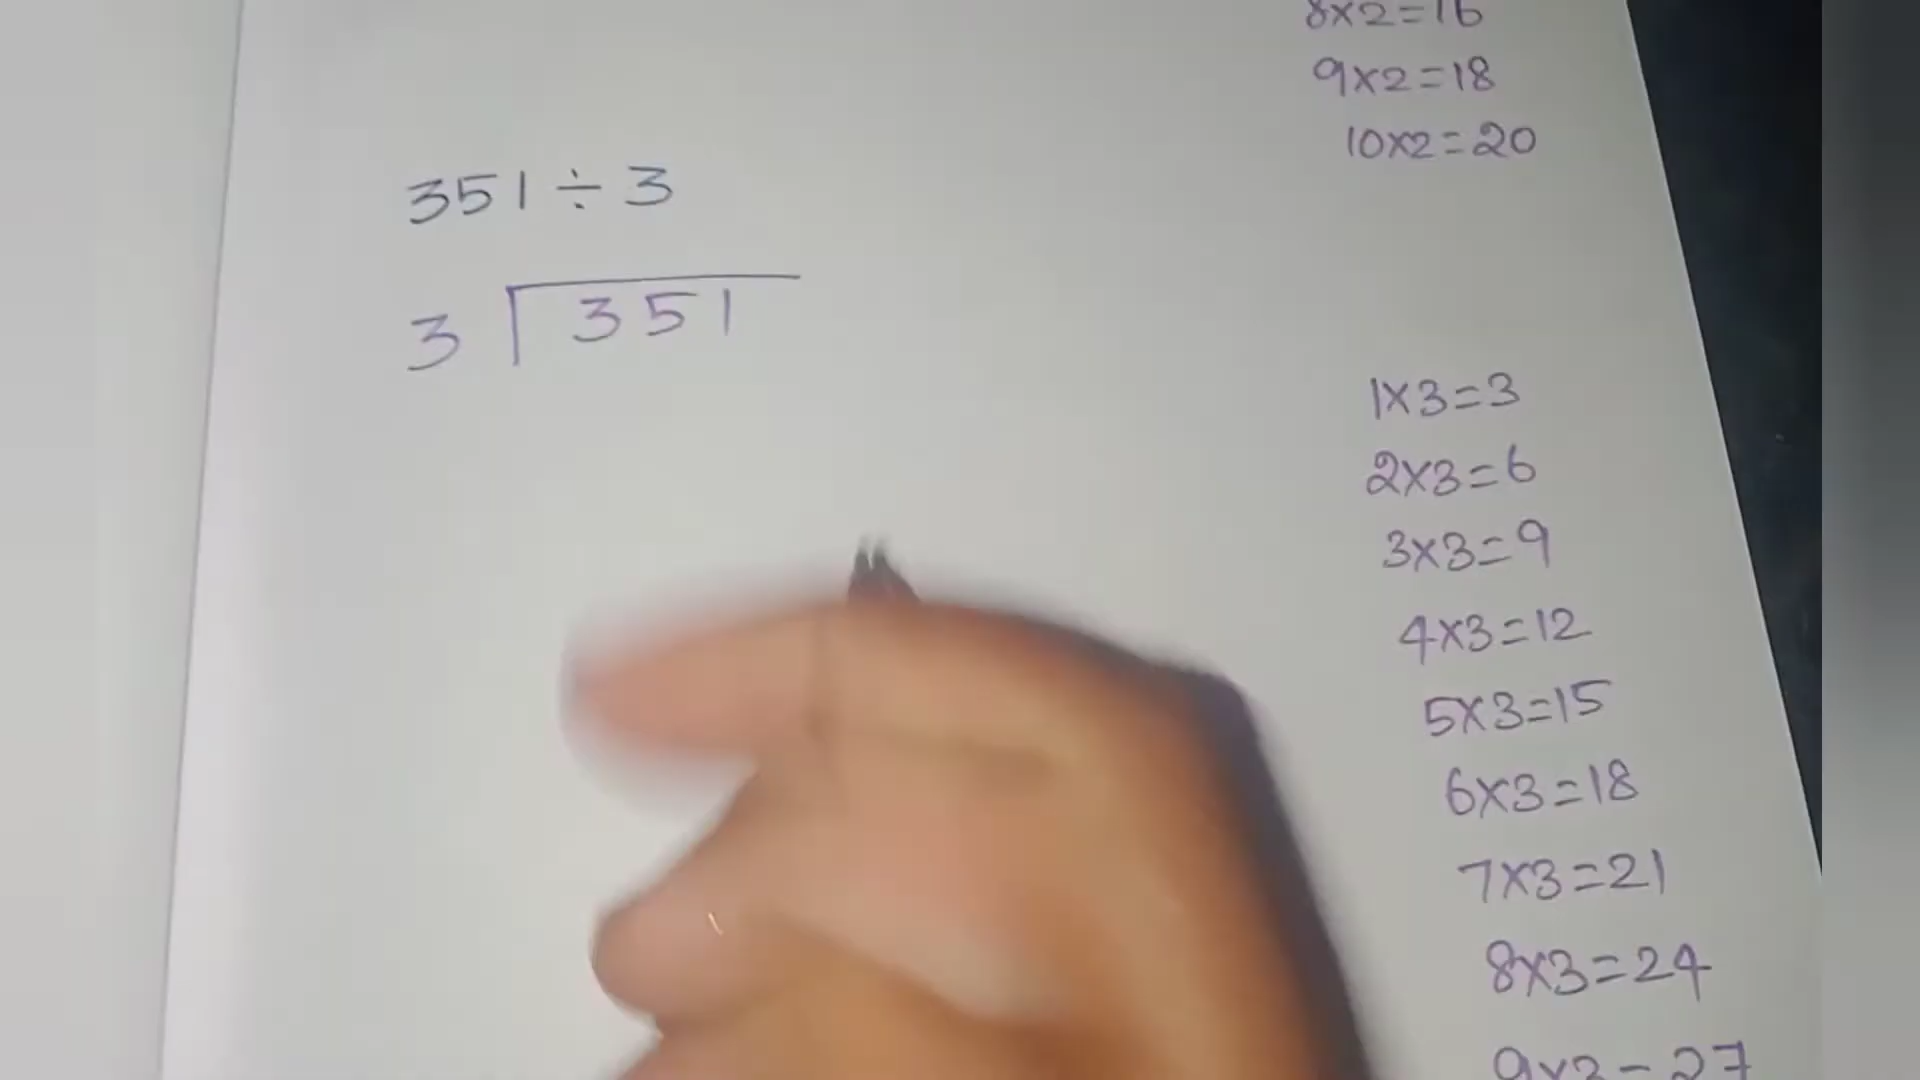 8x2=16
9x2=18
10x2=20
351÷3
3 351
1x3=3
2x3=6
3x3=9
4x3=12
5x3=15
6x3=18
7x3=21
8x3=24
9x3=27